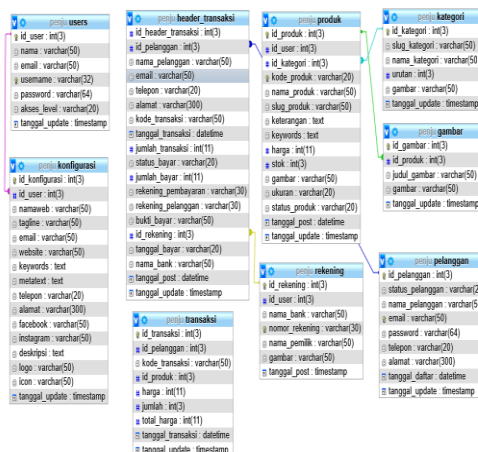 penju users
id_user : int(3)
nama : varchar(50)
email : varchar(50)
username : varchar(32)
password : varchar(64)
akses_level : varchar(20)
tanggal_update : timestamp
penju konfigurasi
id_konfigurasi : int(3)
id_user : int(3)
namaweb : varchar(50)
tagline : varchar(50)
email : varchar(50)
website : varchar(50)
keywords : text
metatext : text
telepon : varchar(20)
alamat : varchar(300)
facebook : varchar(50)
instagram : varchar(50)
deskripsi : text
logo : varchar(50)
icon : varchar(50)
tanggal_update : timestamp
penju header_transaksi
id_header_transaksi : int(3)
id_pelanggan : int(3)
nama_pelanggan : varchar(50)
email : varchar(50)
telepon : varchar(20)
alamat : varchar(300)
kode_transaksi : varchar(50)
tanggal_transaksi : datetime
jumlah_transaksi : int(11)
status_bayar : varchar(20)
jumlah_bayar : int(11)
rekening_pembayaran : varchar(30)
rekening_pelanggan : varchar(30)
bukti_bayar : varchar(50)
id_rekening : int(3)
tanggal_bayar : varchar(20)
nama_bank : varchar(50)
tanggal_post : datetime
tanggal_update : timestamp
penju transaksi
id_transaksi : int(3)
id_pelanggan : int(3)
kode_transaksi : varchar(50)
id_produk : int(3)
harga : int(11)
jumlah : int(3)
total_harga : int(11)
tanggal_transaksi : datetime
tanggal_update : timestamp
penju produk
id_produk : int(3)
id_user : int(3)
id_kategori : int(3)
kode_produk : varchar(20)
nama_produk : varchar(50)
slug_produk : varchar(50)
keterangan : text
keywords : text
harga : int(11)
stok : int(3)
gambar : varchar(50)
ukuran : varchar(20)
status_produk : varchar(20)
tanggal_post : datetime
tanggal_update : timestamp
penju rekening
id_rekening : int(3)
id_user : int(3)
nama_bank : varchar(50)
nomor_rekening : varchar(30)
nama_pemilik : varchar(50)
gambar : varchar(50)
tanggal_post : timestamp
penju kategori
id_kategori : int(3)
slug_kategori : varchar(50)
nama_kategori : varchar(50)
urutan : int(3)
gambar : varchar(50)
tanggal_update : timestamp
penju gambar
id_gambar : int(3)
id_produk : int(3)
judul_gambar : varchar(50)
gambar : varchar(50)
tanggal_update : timestamp
penju pelanggan
id_pelanggan : int(3)
status_pelanggan : varchar(2
nama_pelanggan : varchar(5
email : varchar(50)
password : varchar(64)
telepon : varchar(20)
alamat : varchar(300)
tanggal_daftar : datetime
tanggal_update : timestamp